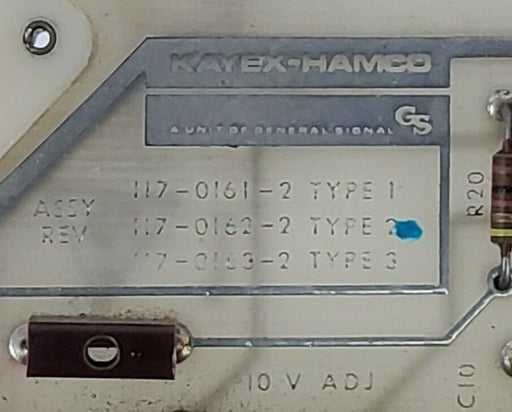 KAYEX-HAMCO
GS
A UNIT OF GENERAL SIGNAL
ASSY 117-0161-2 TYPE 1
REV 117-0162-2 TYPE 2
117-0163-2 TYPE 3
R20
10 V ADJ
C10